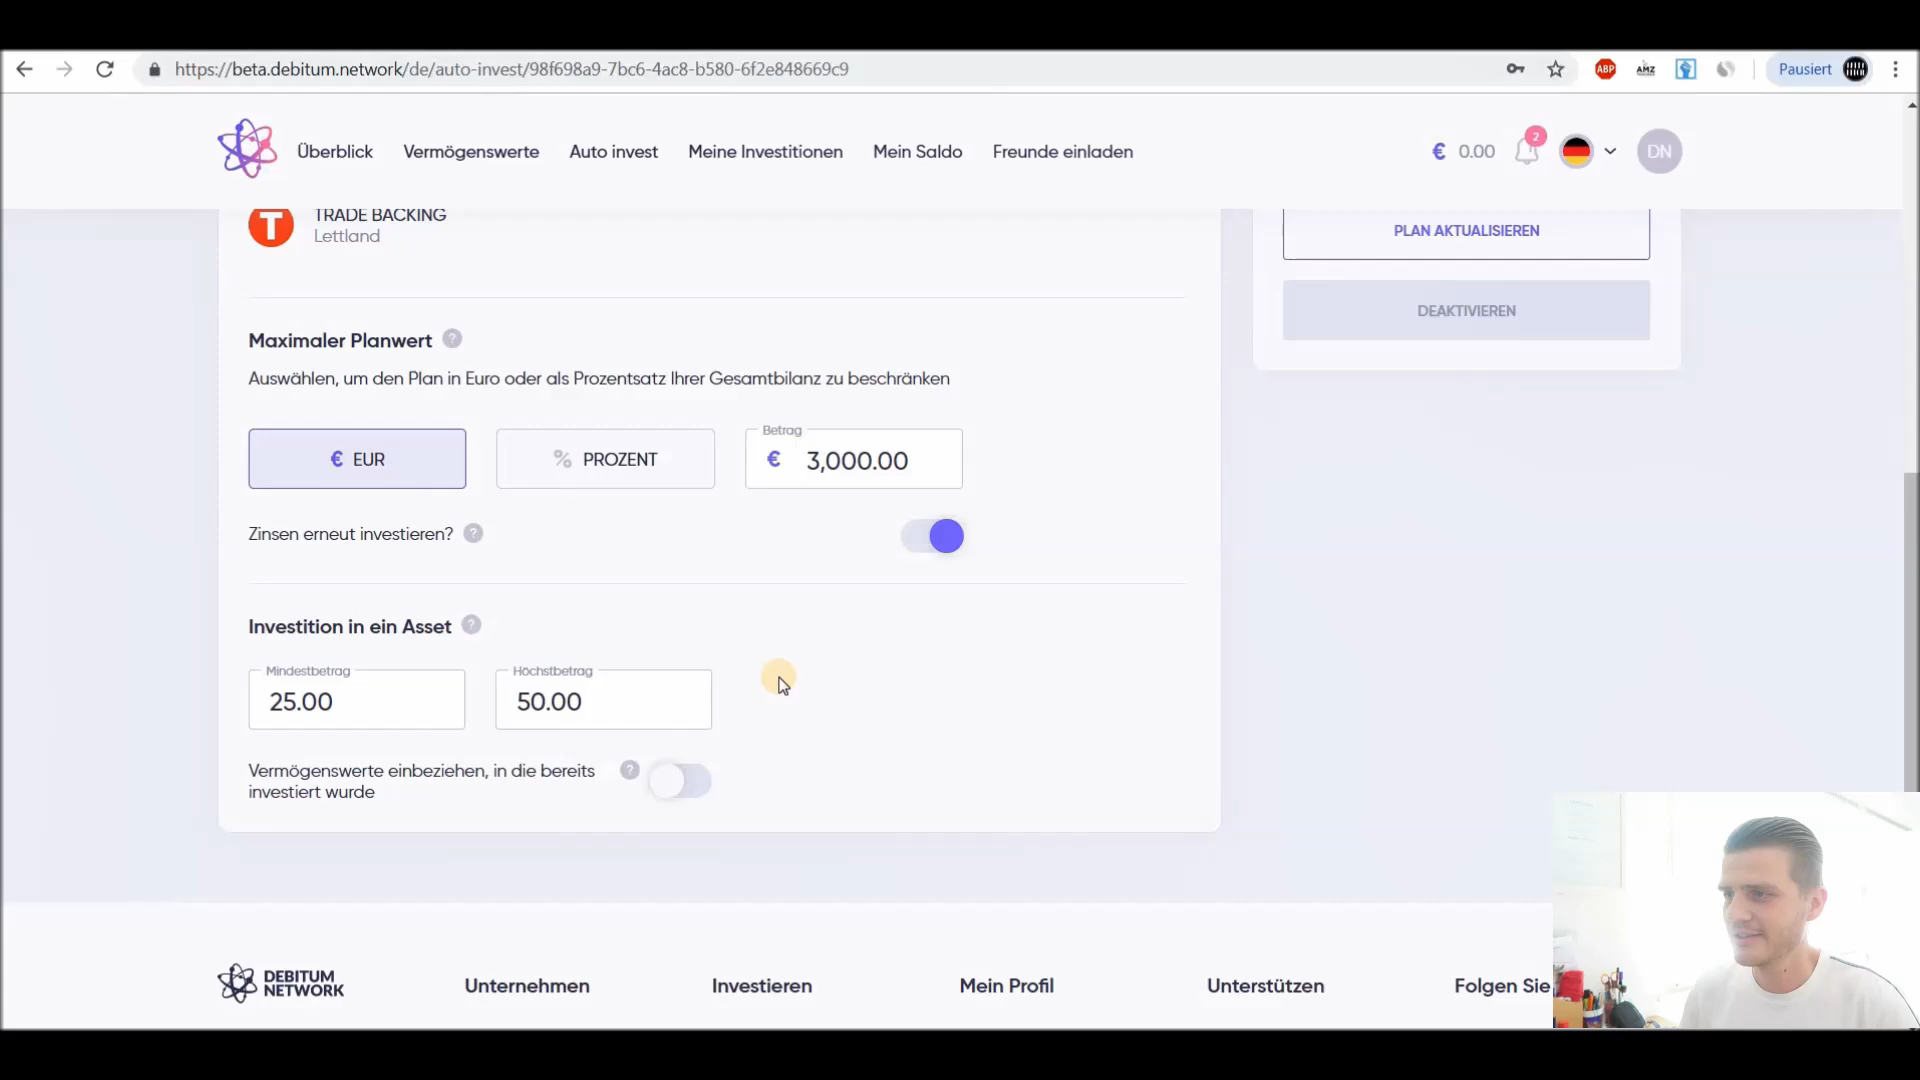 https://beta.debitum.network/de/auto-invest/98f698a9-7bc6-4ac8-b580-6f2e848669c9
ABP
AMZ
Pausiert
Überblick
Vermögenswerte
Auto invest
Meine Investitionen
Mein Saldo
Freunde einladen
€ 0.00
2
DN
T
TRADE BACKING
Lettland
PLAN AKTUALISIEREN
DEAKTIVIEREN
Maximaler Planwert ?
Auswählen, um den Plan in Euro oder als Prozentsatz Ihrer Gesamtbilanz zu beschränken
€ EUR
% PROZENT
Betrag
€ 3,000.00
Zinsen erneut investieren? ?
Investition in ein Asset ?
Mindestbetrag
25.00
Höchstbetrag
50.00
Vermögenswerte einbeziehen, in die bereits ?
investiert wurde
DEBITUM
NETWORK
Unternehmen
Investieren
Mein Profil
Unterstützen
Folgen Sie